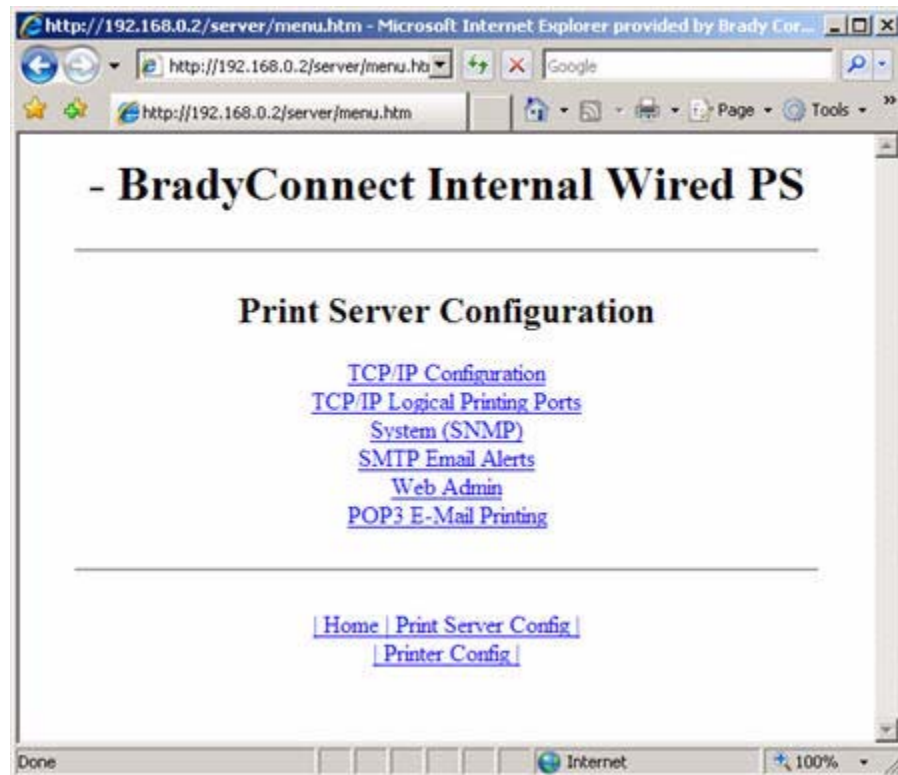 http://192.168.0.2/server/menu.htm - Microsoft Internet Explorer provided by Brady Cor...
http://192.168.0.2/server/menu.ht
Google
http://192.168.0.2/server/menu.htm
Page
Tools
- BradyConnect Internal Wired PS
Print Server Configuration
TCP/IP Configuration
TCP/IP Logical Printing Ports
System (SNMP)
SMTP Email Alerts
Web Admin
POP3 E-Mail Printing
| Home | Print Server Config |
| Printer Config |
Done
Internet
100%